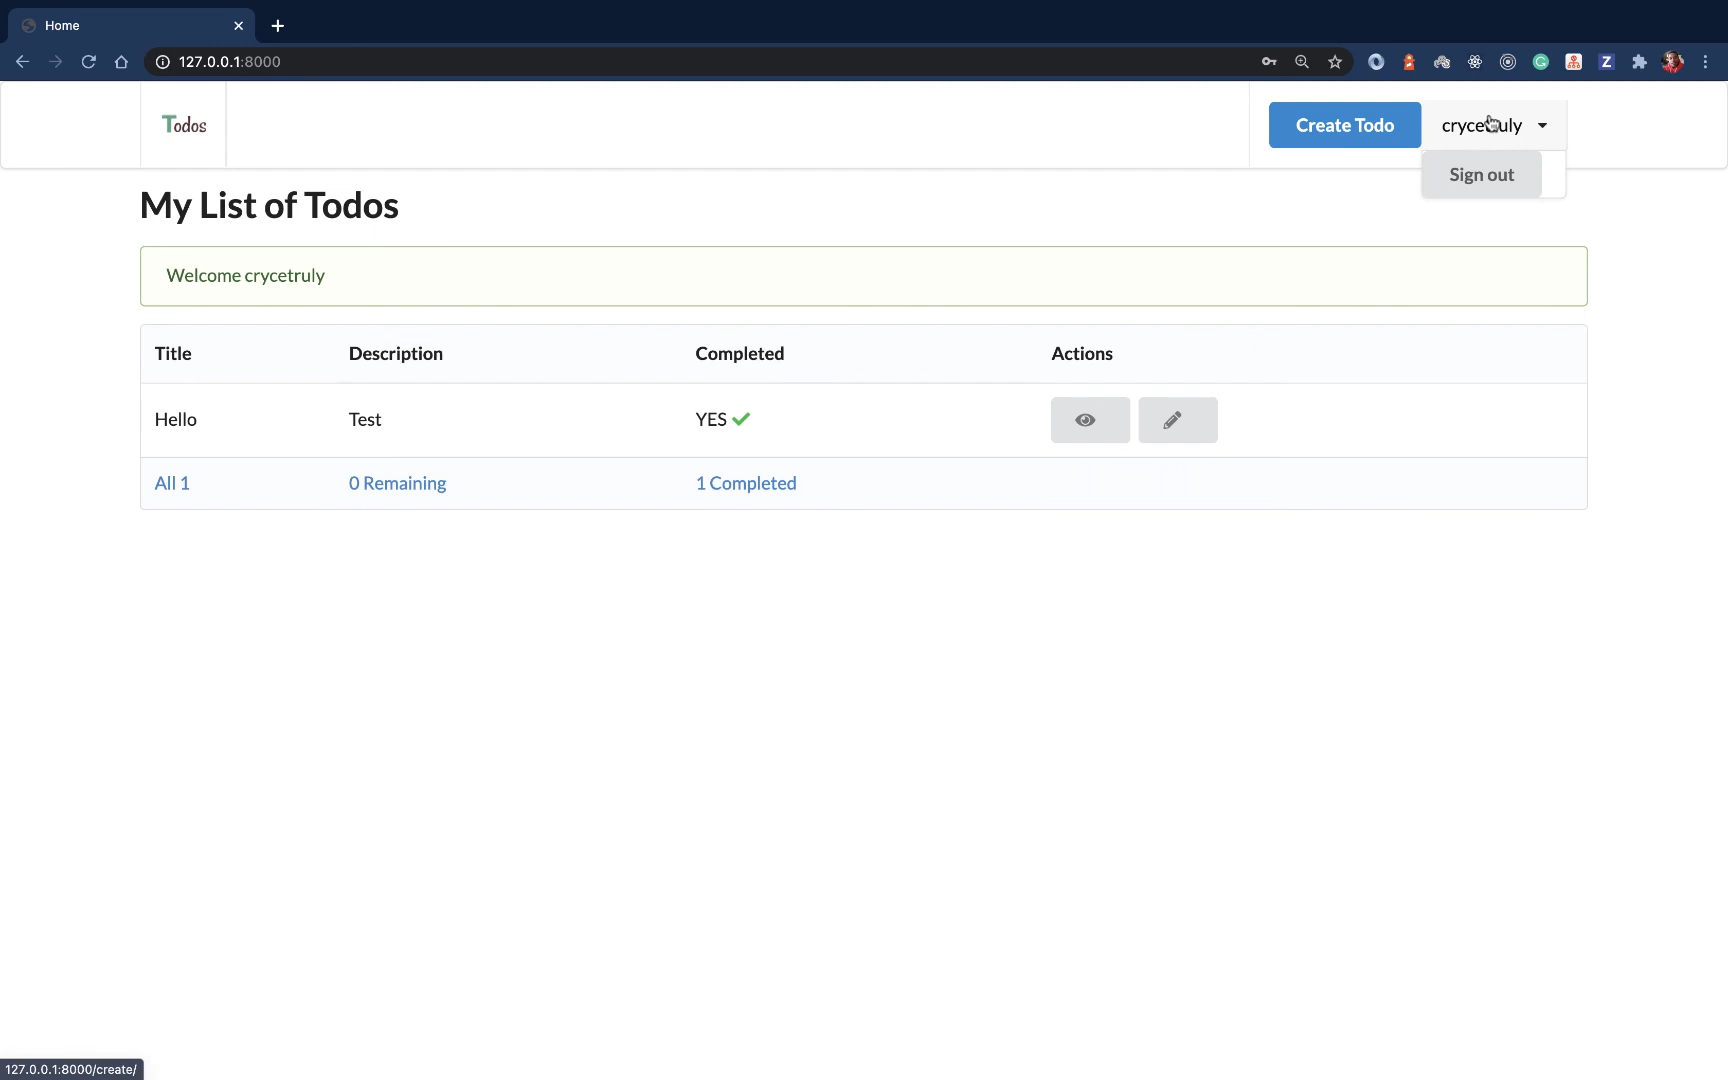 Home
127.0.0.1:8000
Todos
Create Todo
Sign out
My List of Todos
Welcome crycetruly
Title Description Completed Actions
Hello Test YES
All 1 0 Remaining 1 Completed
127.0.0.1:8000/create/